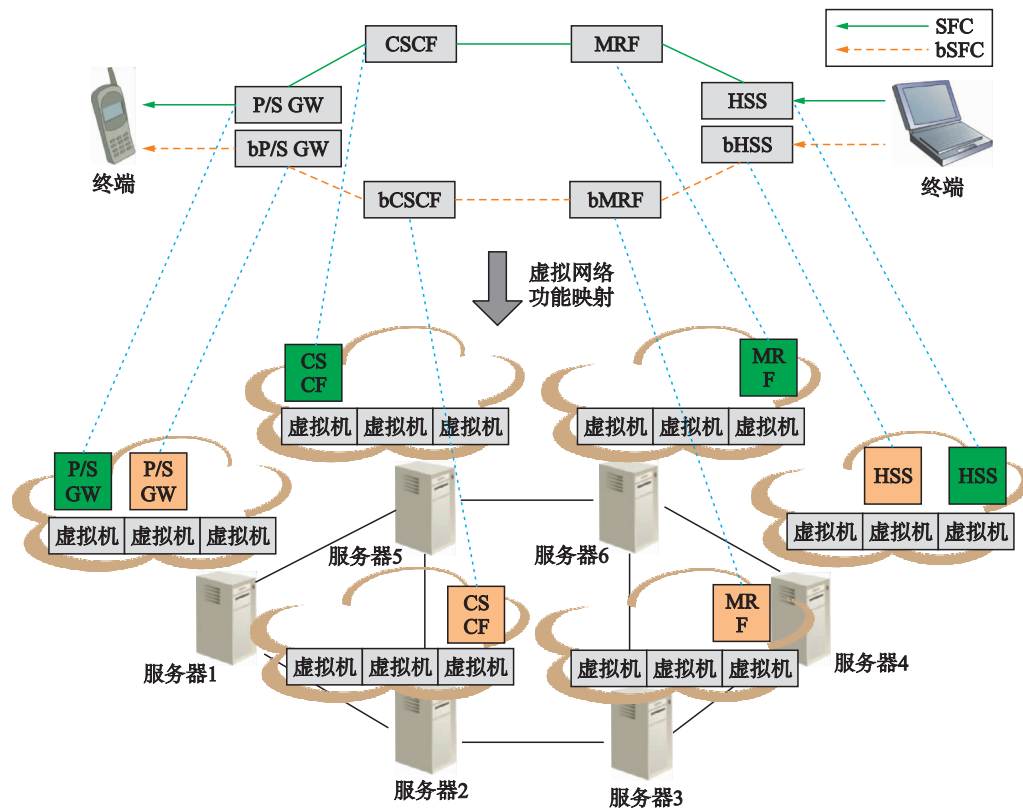 CSCF
MRF
SFC
bSFC
P/S GW
HSS
bP/S GW
bHSS
终端
终端
bCSCF
bMRF
虚拟网络
功能映射
CS
CF
MR
F
虚拟机 虚拟机 虚拟机
虚拟机 虚拟机 虚拟机
P/S
GW
P/S
GW
HSS
HSS
虚拟机 虚拟机 虚拟机
虚拟机 虚拟机 虚拟机
服务器5
服务器6
CS
CF
MR
F
虚拟机 虚拟机 虚拟机
虚拟机 虚拟机 虚拟机
服务器1
服务器4
服务器2
服务器3